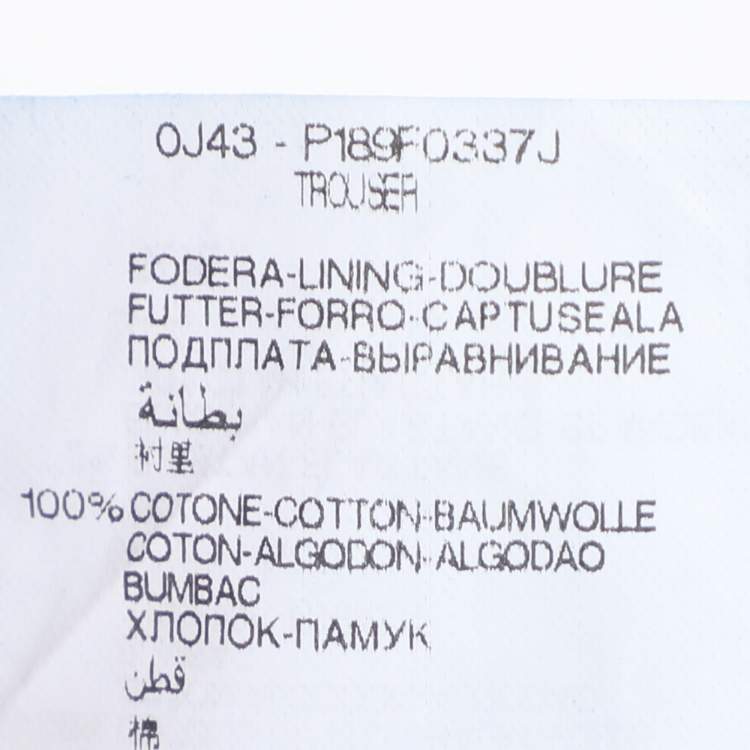 0J43 - P189F0337J
TROUSER
FODERA-LINING-DOUBLURE
FUTTER-FORRO-CAPTUSEALA
ПОДПЛАТА-ВЫРАВНИВАНИЕ
بطانة
衬里
100% COTONE-COTTON-BAUMWOLLE
COTON-ALGODON-ALGODAO
BUMBAC
ХЛОПОК-ПАМУК
قطن
棉